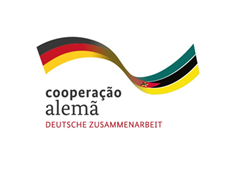 cooperação
alemã
DEUTSCHE ZUSAMMENARBEIT